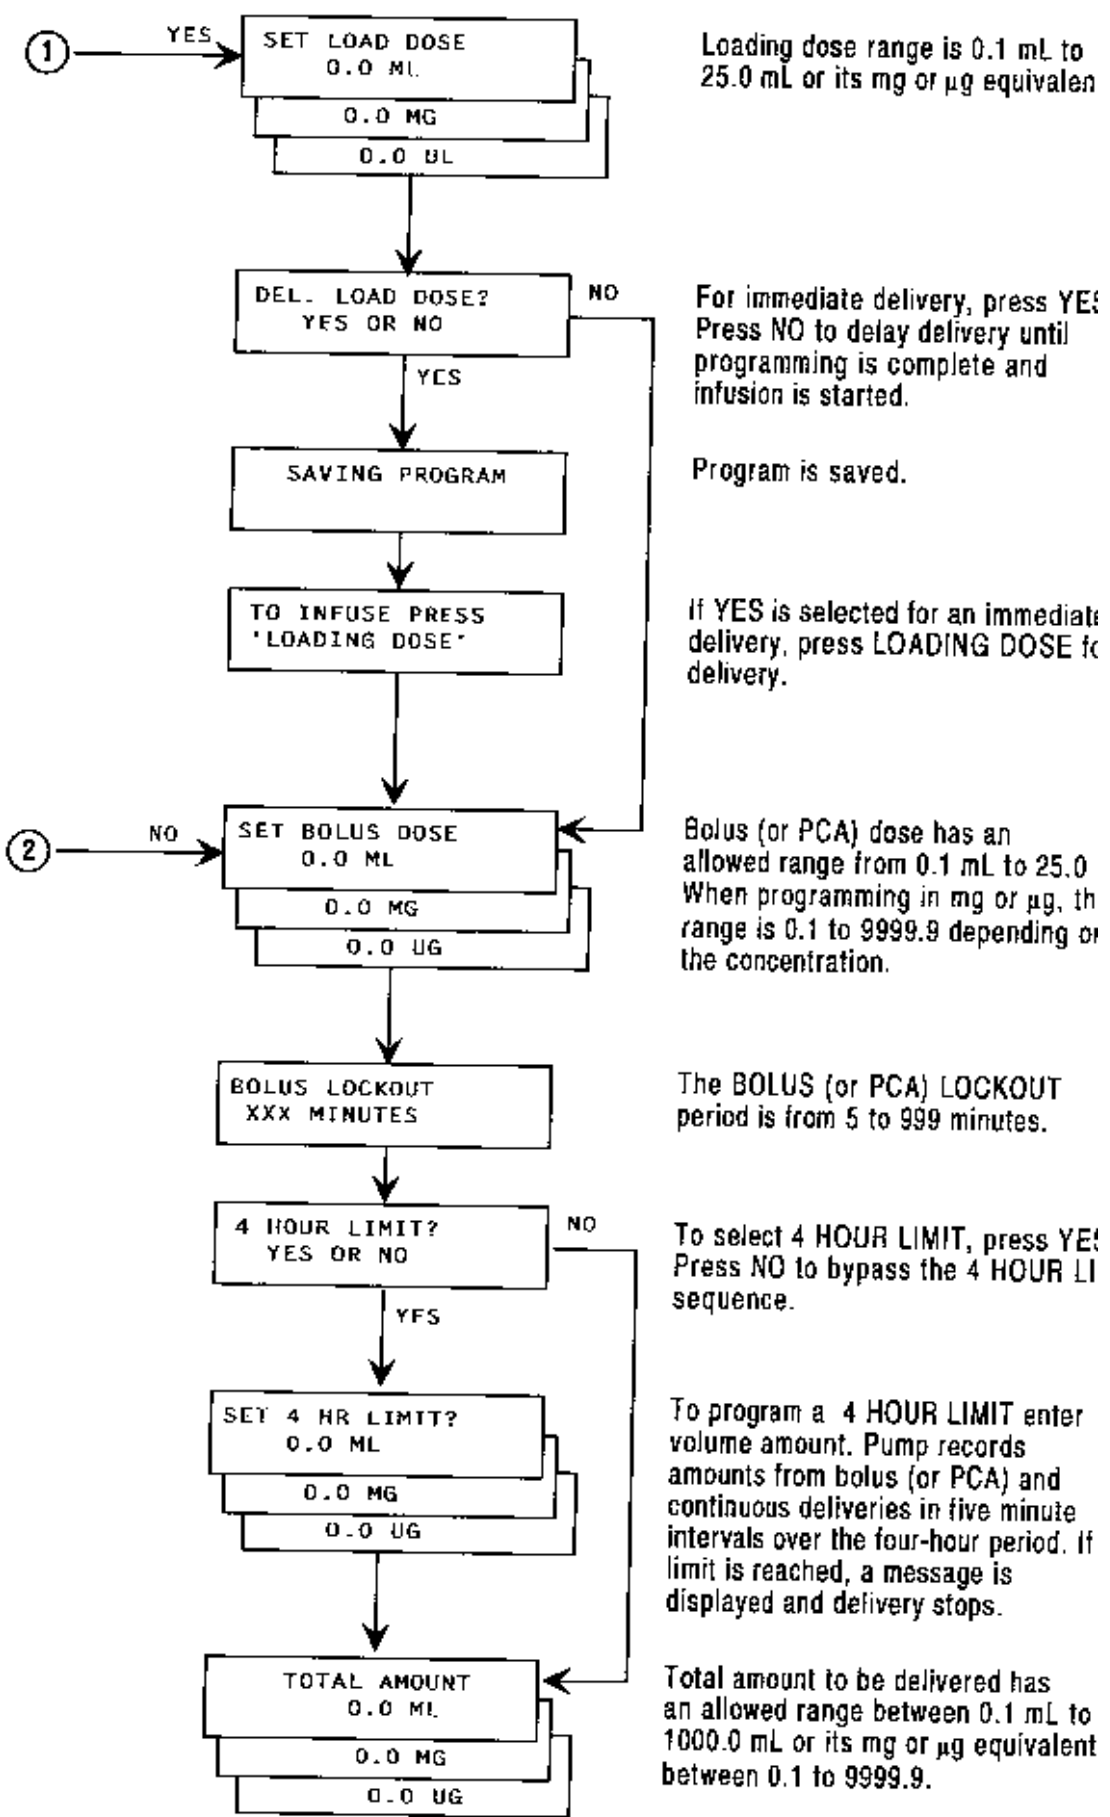 1
YES
SET LOAD DOSE
0.0 ML
0.0 MG
0.0 UL
Loading dose range is 0.1 mL to
25.0 mL or its mg or µg equivalen
DEL. LOAD DOSE?
YES OR NO
NO
YES
For immediate delivery, press YES
Press NO to delay delivery until
programming is complete and
infusion is started.
SAVING PROGRAM
Program is saved.
TO INFUSE PRESS
'LOADING DOSE'
If YES is selected for an immediate
delivery, press LOADING DOSE fo
delivery.
2
NO
SET BOLUS DOSE
0.0 ML
0.0 MG
0.0 UG
Bolus (or PCA) dose has an
allowed range from 0.1 mL to 25.0
When programming in mg or µg, th
range is 0.1 to 9999.9 depending or
the concentration.
BOLUS LOCKOUT
XXX MINUTES
The BOLUS (or PCA) LOCKOUT
period is from 5 to 999 minutes.
4 HOUR LIMIT?
YES OR NO
NO
YES
To select 4 HOUR LIMIT, press YES
Press NO to bypass the 4 HOUR LI
sequence.
SET 4 HR LIMIT?
0.0 ML
0.0 MG
0.0 UG
To program a 4 HOUR LIMIT enter
volume amount. Pump records
amounts from bolus (or PCA) and
continuous deliveries in five minute
intervals over the four-hour period. If
limit is reached, a message is
displayed and delivery stops.
TOTAL AMOUNT
0.0 ML
0.0 MG
0.0 UG
Total amount to be delivered has
an allowed range between 0.1 mL to
1000.0 mL or its mg or µg equivalent
between 0.1 to 9999.9.